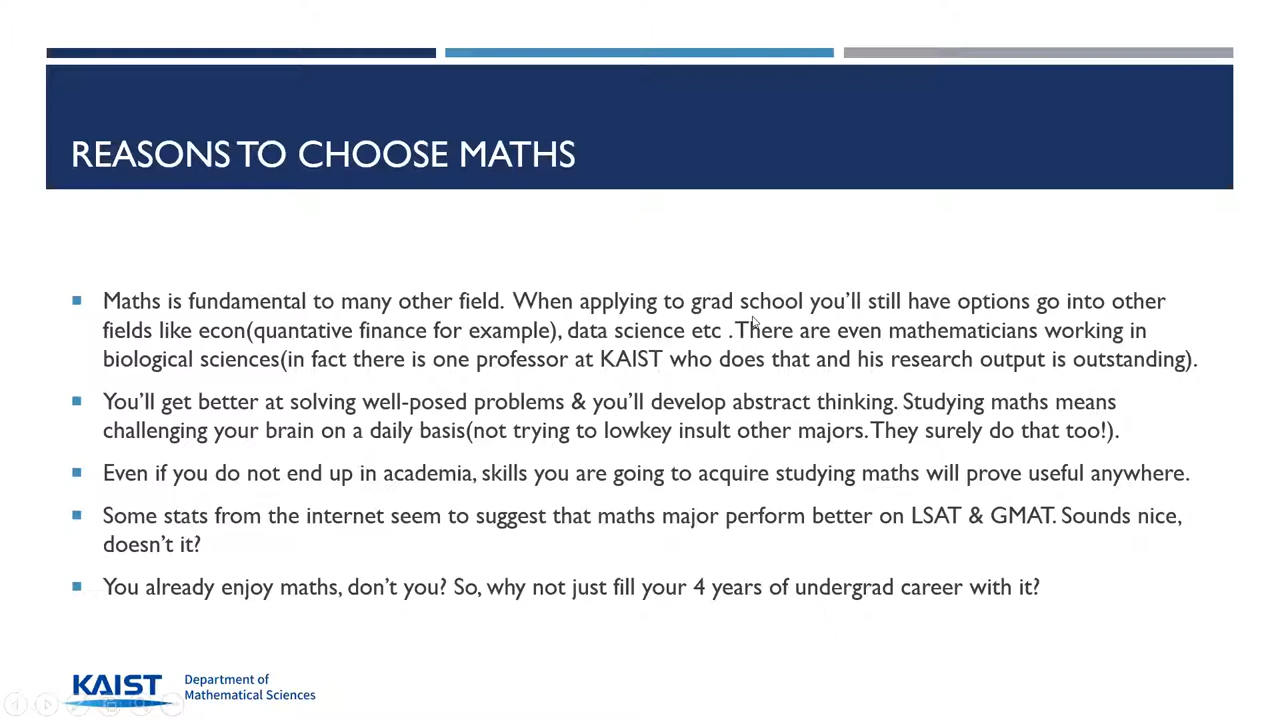 REASONS TO CHOOSE MATHS
Maths is fundamental to many other field. When applying to grad school you'll still have options go into other
fields like econ(quantative finance for example), data science etc .There are even mathematicians working in
biological sciences(in fact there is one professor at KAIST who does that and his research output is outstanding).
You'll get better at solving well-posed problems & you'll develop abstract thinking. Studying maths means
challenging your brain on a daily basis(not trying to lowkey insult other majors. They surely do that too!).
Even if you do not end up in academia, skills you are going to acquire studying maths will prove useful anywhere.
Some stats from the internet seem to suggest that maths major perform better on LSAT & GMAT. Sounds nice,
doesn't it?
You already enjoy maths, don't you? So, why not just fill your 4 years of undergrad career with it?
KAIST
Department of
Mathematical Sciences